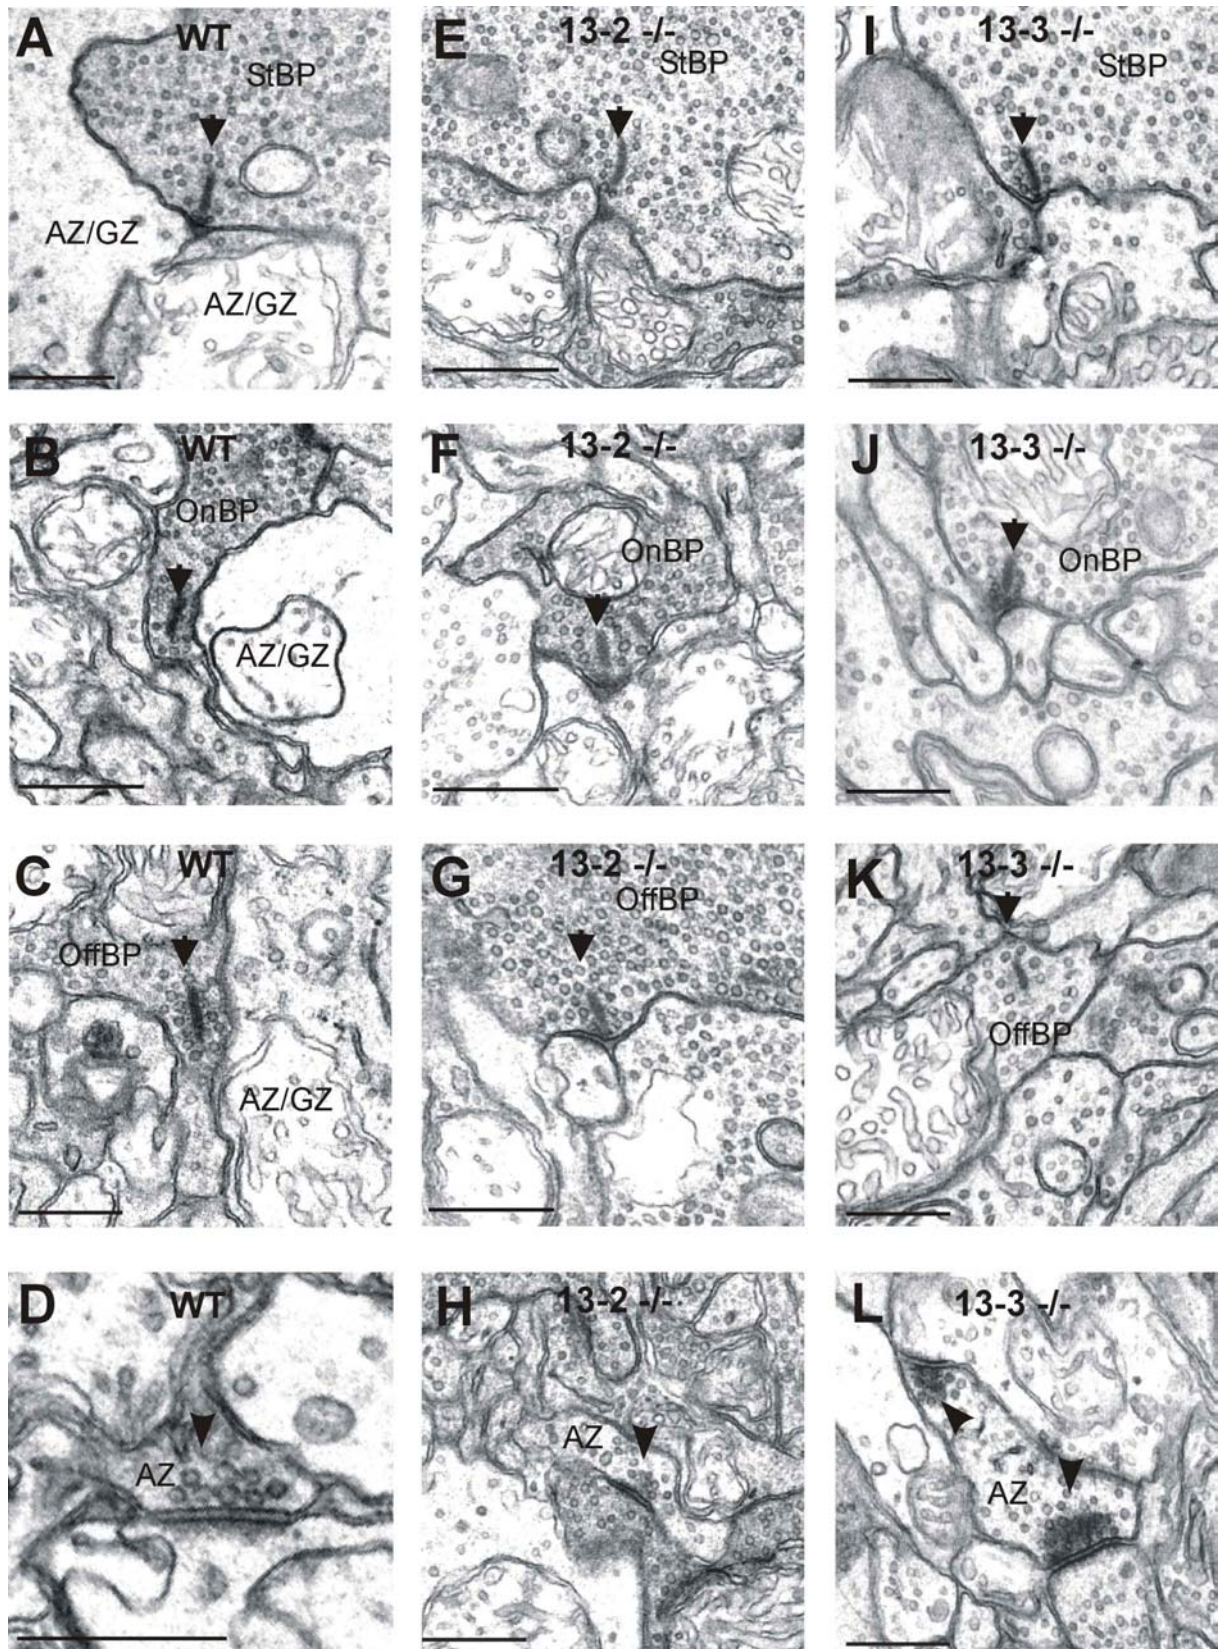 A WT
StBP
AZ/GZ
AZ/GZ
E 13-2 -/-
StBP
I 13-3 -/-
StBP
B WT
OnBP
AZ/GZ
F 13-2 -/-
OnBP
J 13-3 -/-
OnBP
C WT
OffBP
AZ/GZ
G 13-2 -/-
OffBP
K 13-3 -/-
OffBP
D WT
AZ
H 13-2 -/-
AZ
L 13-3 -/-
AZ